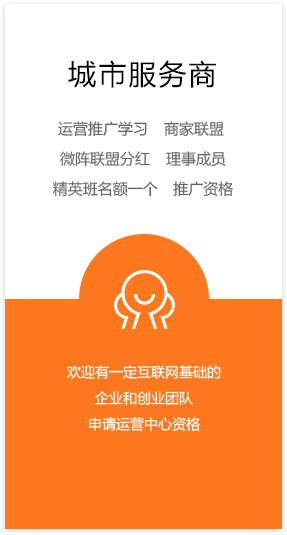 城市服务商
运营推广学习 商家联盟
微阵联盟分红 理事成员
精英班名额一个 推广资格
欢迎有一定互联网基础的
企业和创业团队
申请运营中心资格